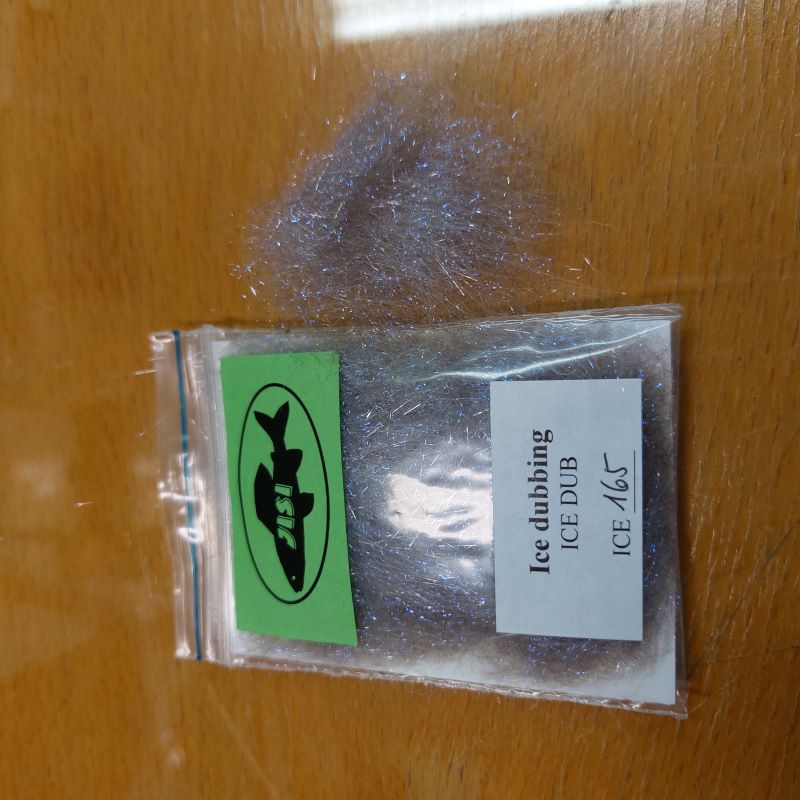 JISI
Ice dubbing
ICE DUB
ICE 165